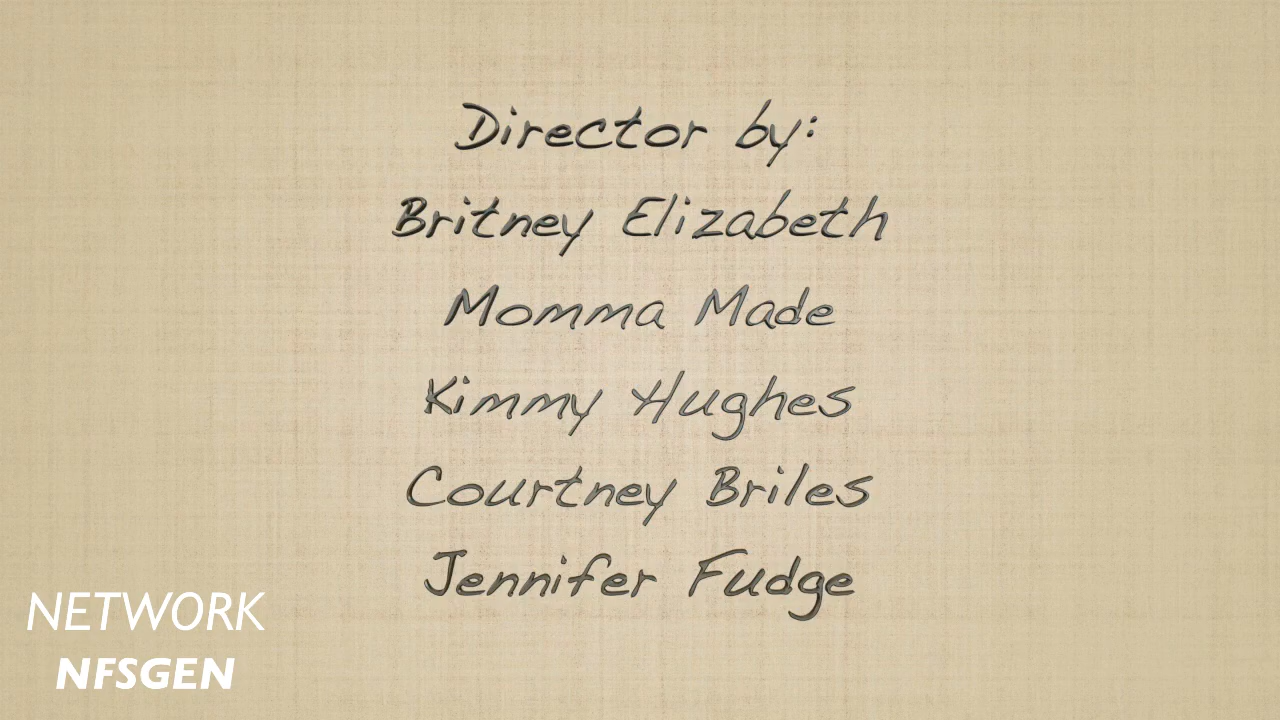 Director by:
Britney Elizabeth
Momma Made
Kimmy Hughes
Courtney Briles
Jennifer Fudge
NETWORK
NFSGEN